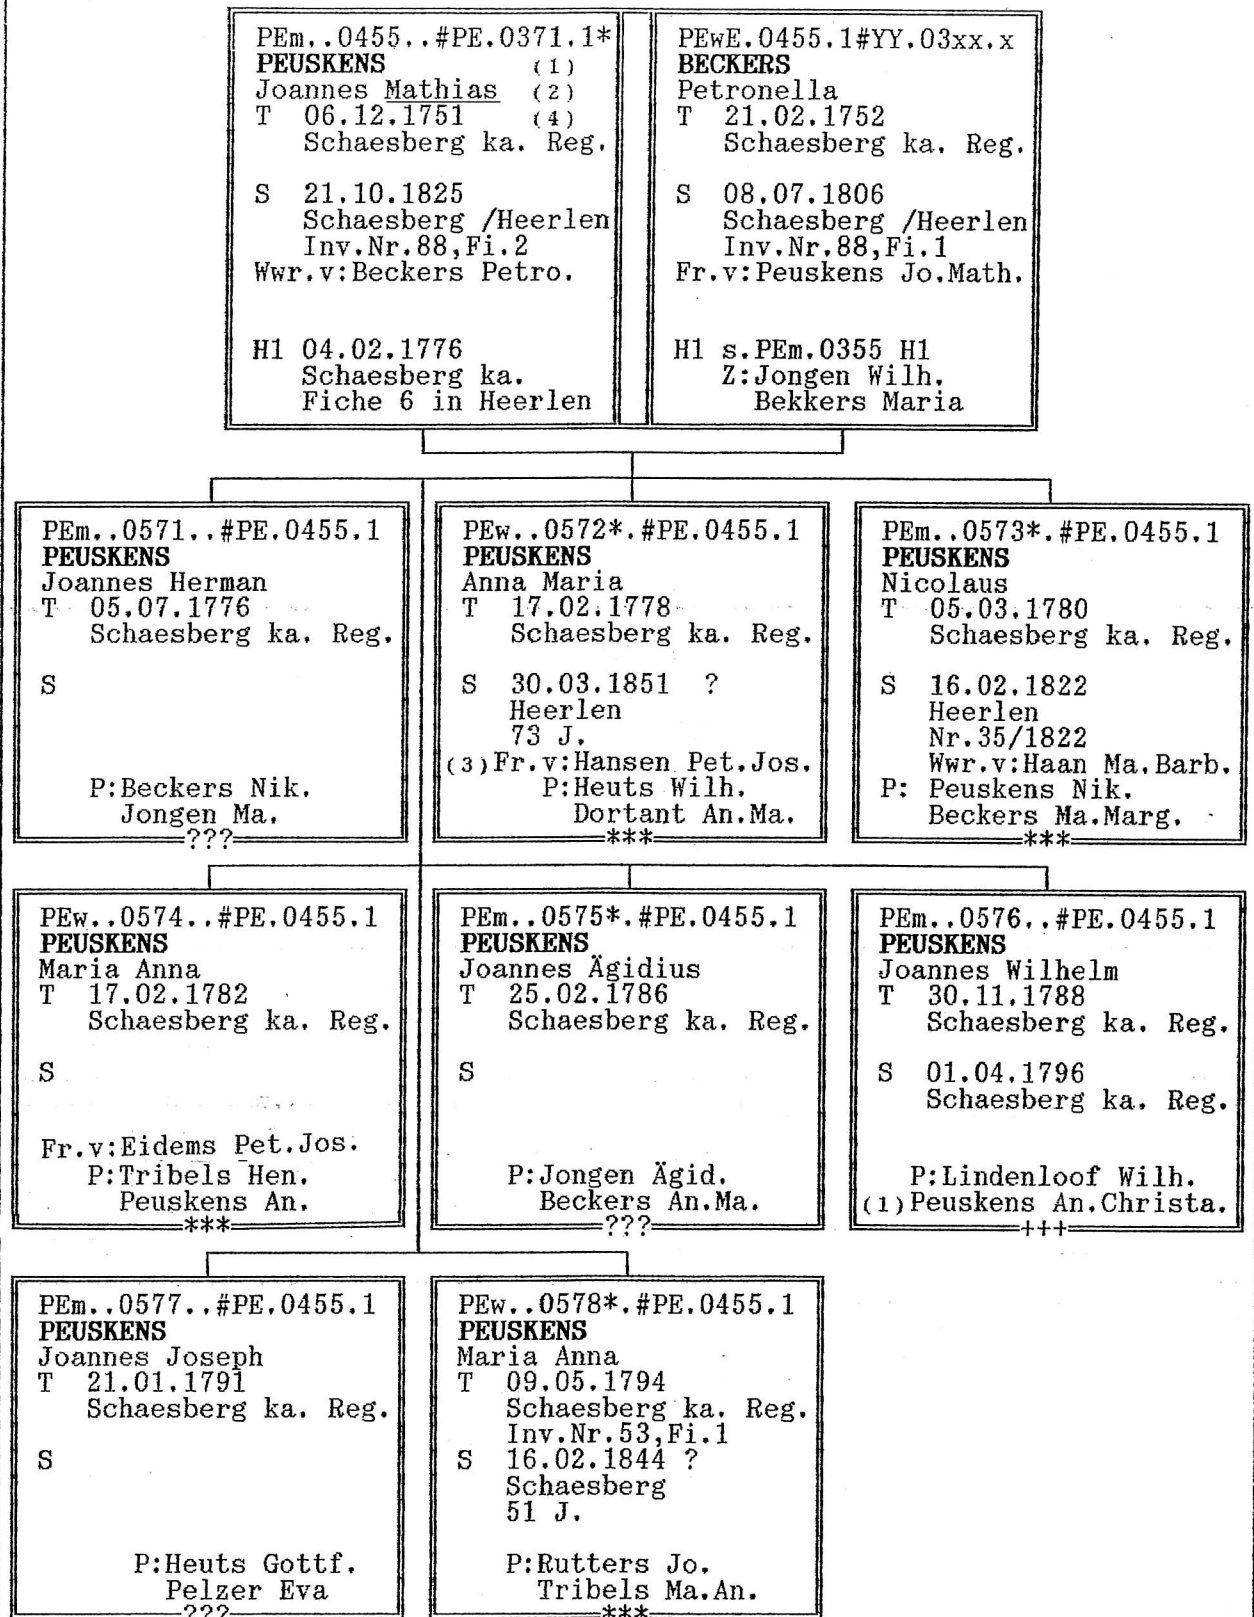 PEm..0455..#PE.0371.1*
PEUSKENS (1)
Joannes Mathias (2)
T 06.12.1751 (4)
Schaesberg ka. Reg.
S 21.10.1825
Schaesberg /Heerlen
Inv.Nr.88,Fi.2
Wwr.v:Beckers Petro.
H1 04.02.1776
Schaesberg ka.
Fiche 6 in Heerlen
PEwE.0455.1#YY.03xx.x
BECKERS
Petronella
T 21.02.1752
Schaesberg ka. Reg.
S 08.07.1806
Schaesberg /Heerlen
Inv.Nr.88,Fi.1
Fr.v:Peuskens Jo.Math.
H1 s.PEm.0355 H1
Z:Jongen Wilh.
Bekkers Maria
PEm..0571..#PE.0455.1
PEUSKENS
Joannes Herman
T 05.07.1776
Schaesberg ka. Reg.
S
P:Beckers Nik.
Jongen Ma.
???
PEw..0572*.#PE.0455.1
PEUSKENS
Anna Maria
T 17.02.1778
Schaesberg ka. Reg.
S 30.03.1851 ?
Heerlen
73 J.
(3)Fr.v:Hansen Pet.Jos.
P:Heuts Wilh.
Dortant An.Ma.
***
PEm..0573*.#PE.0455.1
PEUSKENS
Nicolaus
T 05.03.1780
Schaesberg ka. Reg.
S 16.02.1822
Heerlen
Nr.35/1822
Wwr.v:Haan Ma.Barb.
P: Peuskens Nik.
Beckers Ma.Marg.
***
PEw..0574..#PE.0455.1
PEUSKENS
Maria Anna
T 17.02.1782
Schaesberg ka. Reg.
S
Fr.v:Eidems Pet.Jos.
P:Tribels Hen.
Peuskens An.
***
PEm..0575*.#PE.0455.1
PEUSKENS
Joannes Ägidius
T 25.02.1786
Schaesberg ka. Reg.
S
P:Jongen Ägid.
Beckers An.Ma.
???
PEm..0576..#PE.0455.1
PEUSKENS
Joannes Wilhelm
T 30.11.1788
Schaesberg ka. Reg.
S 01.04.1796
Schaesberg ka. Reg.
P:Lindenloof Wilh.
(1)Peuskens An.Christa.
+++
PEm..0577..#PE.0455.1
PEUSKENS
Joannes Joseph
T 21.01.1791
Schaesberg ka. Reg.
S
P:Heuts Gottf.
Pelzer Eva
???
PEw..0578*.#PE.0455.1
PEUSKENS
Maria Anna
T 09.05.1794
Schaesberg ka. Reg.
Inv.Nr.53,Fi.1
S 16.02.1844 ?
Schaesberg
51 J.
P:Rutters Jo.
Tribels Ma.An.
***